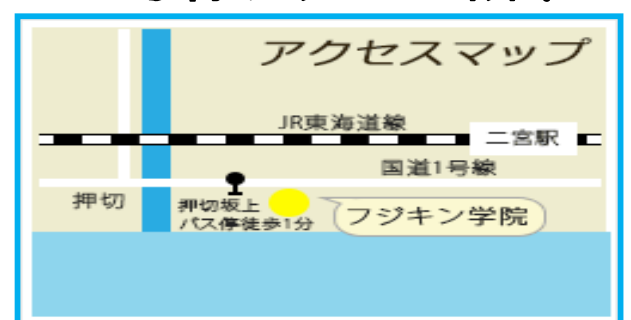 アクセスマップ
JR東海道線
二宮駅
国道1号線
押切
押切坂上
バス停徒歩1分
フジキン学院